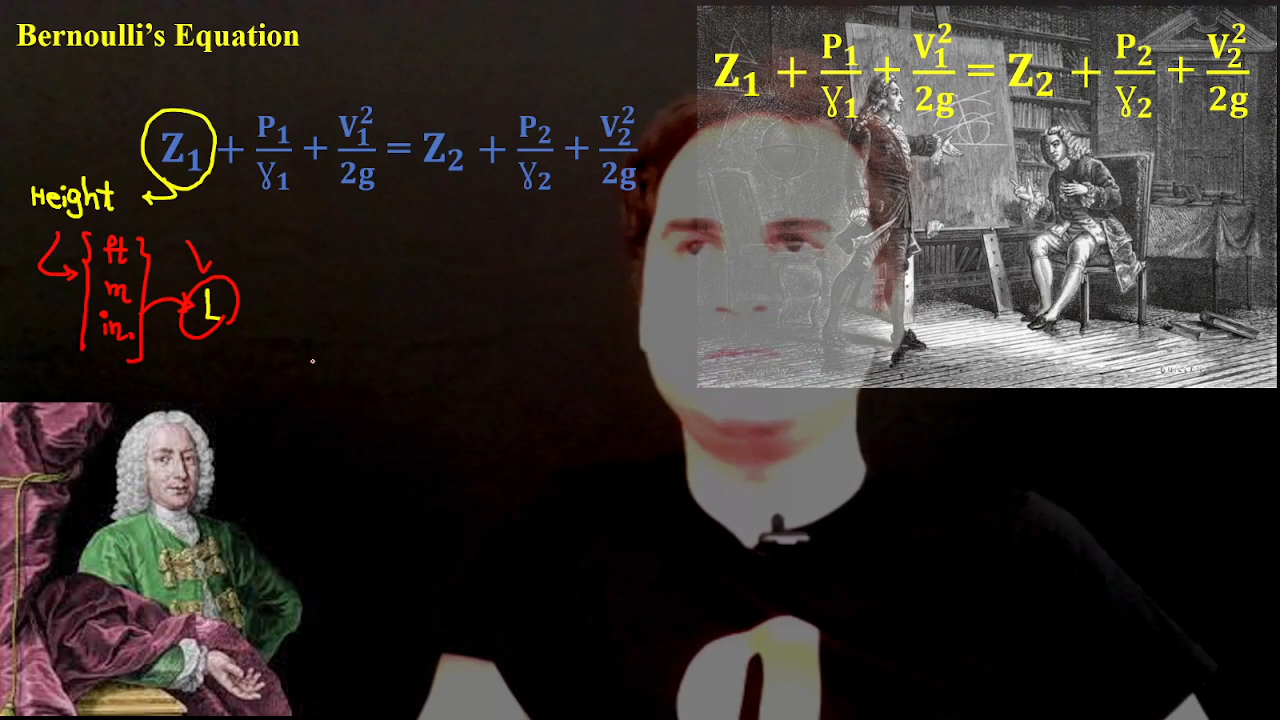 Bernoulli's Equation
Z₁ + P₁/γ₁ + V₁²/2g = Z₂ + P₂/γ₂ + V₂²/2g
Z₁ + P₁/γ₁ + V₁²/2g = Z₂ + P₂/γ₂ + V₂²/2g
Height
ft
m
in.
L